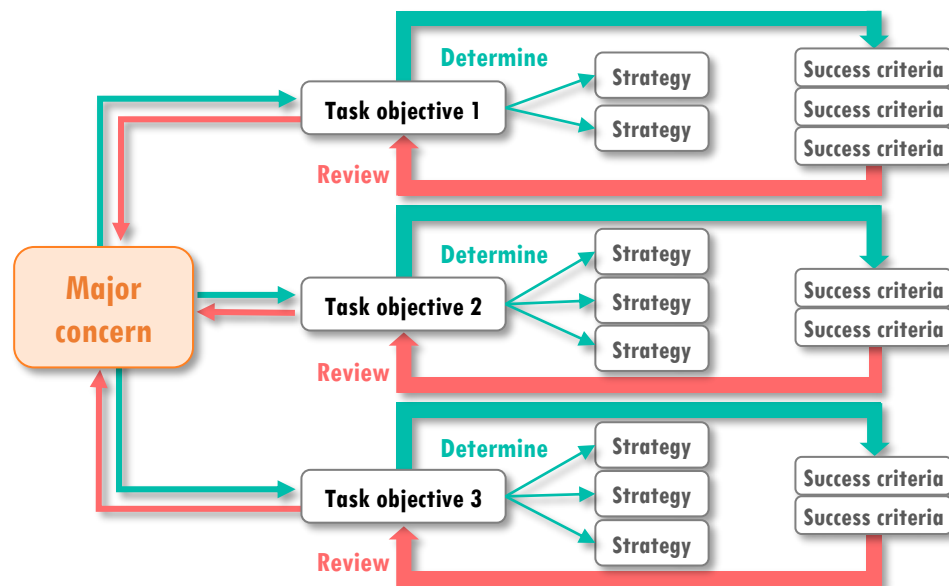 Determine
Strategy
Strategy
Success criteria
Success criteria
Success criteria
Task objective 1
Review
Major
concern
Determine
Strategy
Strategy
Strategy
Success criteria
Success criteria
Task objective 2
Review
Determine
Strategy
Strategy
Strategy
Success criteria
Success criteria
Task objective 3
Review